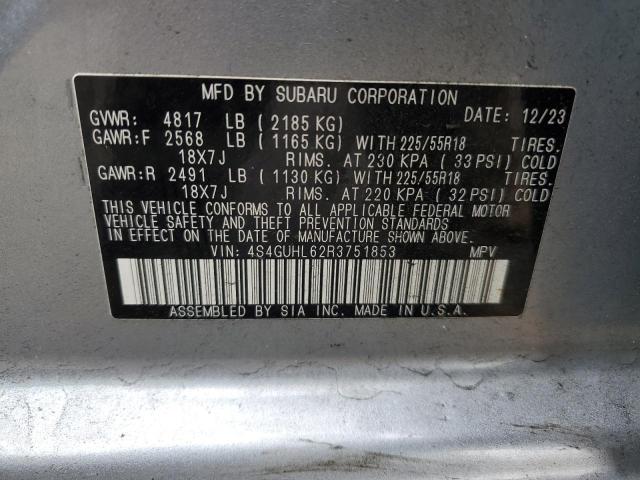 MFD BY SUBARU CORPORATION
GVWR: 4817 LB ( 2185 KG) DATE: 12/23
GAWR:F 2568 LB ( 1165 KG) WITH 225/55R18 TIRES.
18X7J RIMS. AT 230 KPA ( 33 PSI) COLD
GAWR:R 2491 LB ( 1130 KG) WITH 225/55R18 TIRES.
18X7J RIMS. AT 220 KPA ( 32 PSI) COLD
THIS VEHICLE CONFORMS TO ALL APPLICABLE FEDERAL MOTOR
VEHICLE SAFETY AND THEFT PREVENTION STANDARDS
IN EFFECT ON THE DATE OF MANUFACTURE SHOWN ABOVE.
VIN: 4S4GUHL62R3751853 MPV
ASSEMBLED BY SIA INC. MADE IN U.S.A.